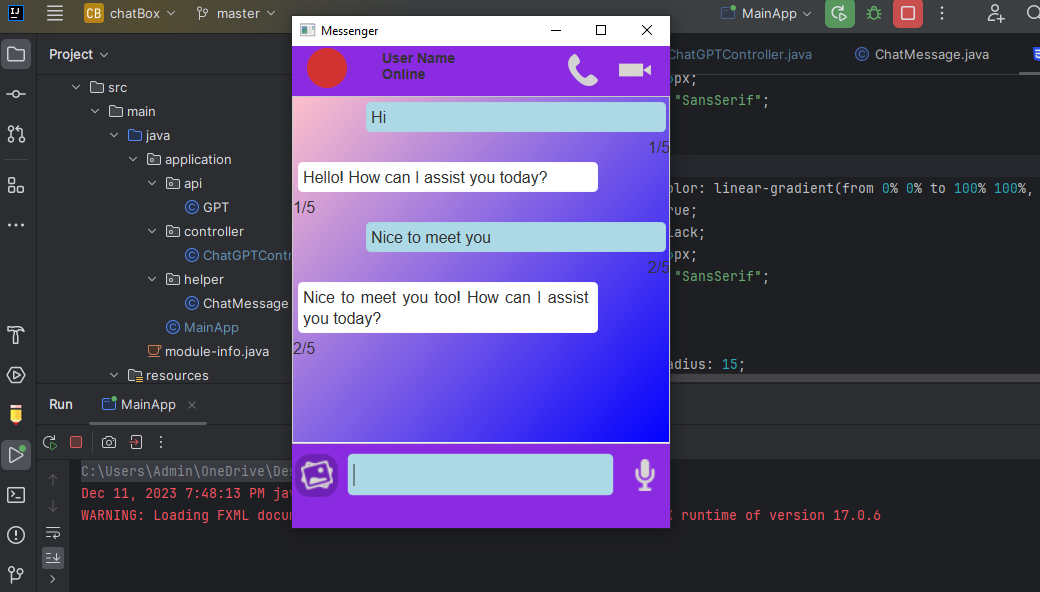 IJ
CB chatBox
master
MainApp
Project
src
main
java
application
api
GPT
controller
ChatGPTContr
helper
ChatMessage
MainApp
module-info.java
resources
Messenger
User Name
Online
Hi
1/5
Hello! How can I assist you today?
1/5
Nice to meet you
2/5
Nice to meet you too! How can I assist
you today?
2/5
ChatGPTController.java
ChatMessage.java
px;
"SansSerif";
olor: linear-gradient(from 0% 0% to 100% 100%,
rue;
lack;
px;
"SansSerif";
adius: 15;
Run
MainApp
C:\Users\Admin\OneDrive\Des
Dec 11, 2023 7:48:13 PM jav
WARNING: Loading FXML docum
runtime of version 17.0.6